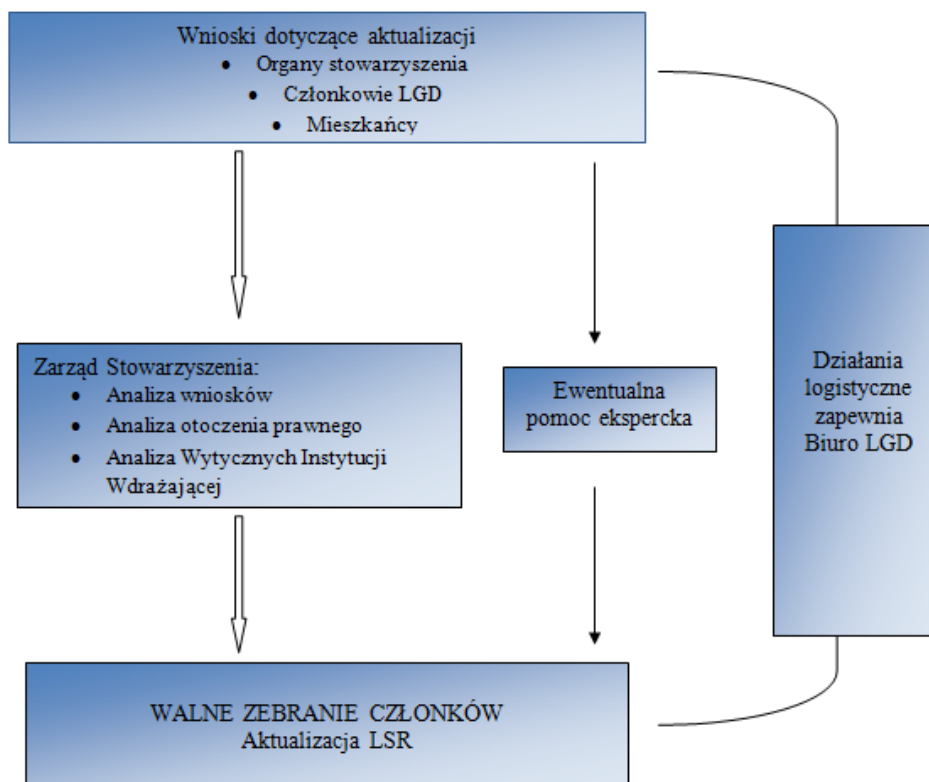 Wnioski dotyczące aktualizacji
• Organy stowarzyszenia
• Członkowie LGD
• Mieszkańcy
Zarząd Stowarzyszenia:
• Analiza wniosków
• Analiza otoczenia prawnego
• Analiza Wytycznych Instytucji
Wdrażającej
Ewentualna
pomoc ekspercka
Działania
logistyczne
zapewnia
Biuro LGD
WALNE ZEBRANIE CZŁONKÓW
Aktualizacja LSR